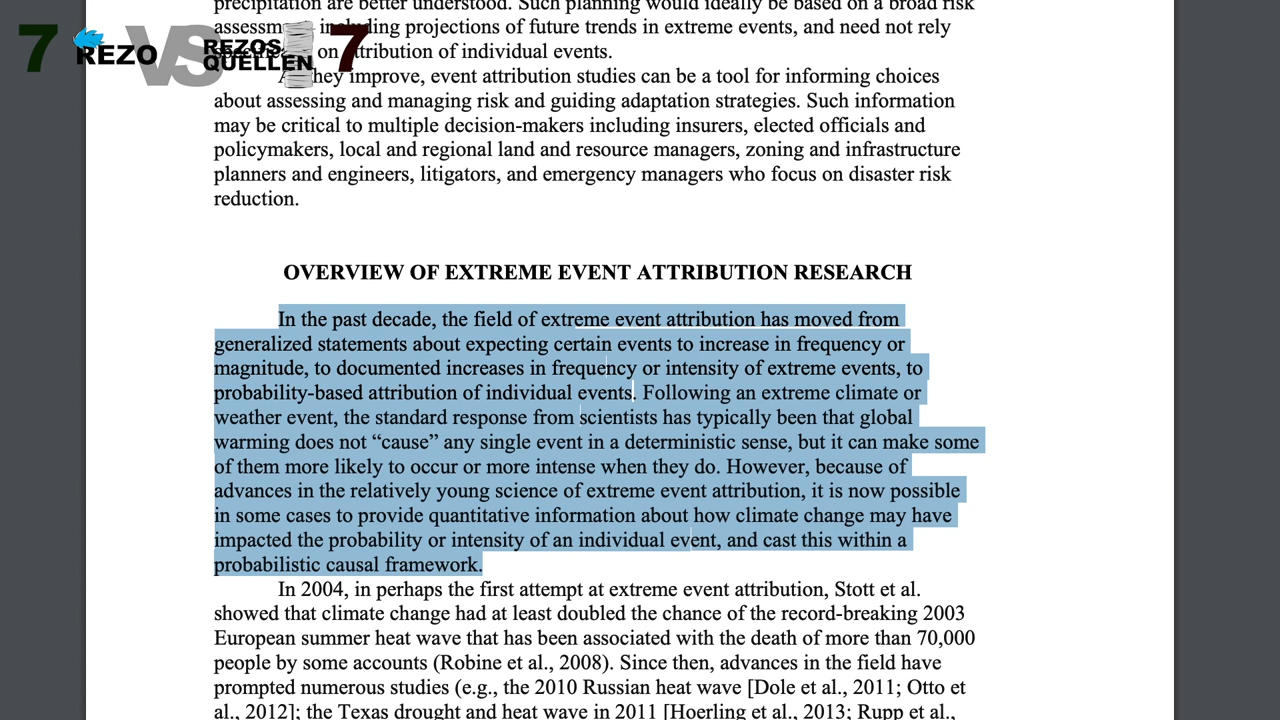 precipitation are better understood. Such planning would ideally be based on a broad risk
assessm including projections of future trends in extreme events, and need not rely
on attribution of individual events.
7 REZO VS REZOS QUELLEN 7
they improve, event attribution studies can be a tool for informing choices
about assessing and managing risk and guiding adaptation strategies. Such information
may be critical to multiple decision-makers including insurers, elected officials and
policymakers, local and regional land and resource managers, zoning and infrastructure
planners and engineers, litigators, and emergency managers who focus on disaster risk
reduction.
OVERVIEW OF EXTREME EVENT ATTRIBUTION RESEARCH
In the past decade, the field of extreme event attribution has moved from
generalized statements about expecting certain events to increase in frequency or
magnitude, to documented increases in frequency or intensity of extreme events, to
probability-based attribution of individual events. Following an extreme climate or
weather event, the standard response from scientists has typically been that global
warming does not “cause” any single event in a deterministic sense, but it can make some
of them more likely to occur or more intense when they do. However, because of
advances in the relatively young science of extreme event attribution, it is now possible
in some cases to provide quantitative information about how climate change may have
impacted the probability or intensity of an individual event, and cast this within a
probabilistic causal framework.
In 2004, in perhaps the first attempt at extreme event attribution, Stott et al.
showed that climate change had at least doubled the chance of the record-breaking 2003
European summer heat wave that has been associated with the death of more than 70,000
people by some accounts (Robine et al., 2008). Since then, advances in the field have
prompted numerous studies (e.g., the 2010 Russian heat wave [Dole et al., 2011; Otto et
al., 2012]; the Texas drought and heat wave in 2011 [Hoerling et al., 2013; Rupp et al.,